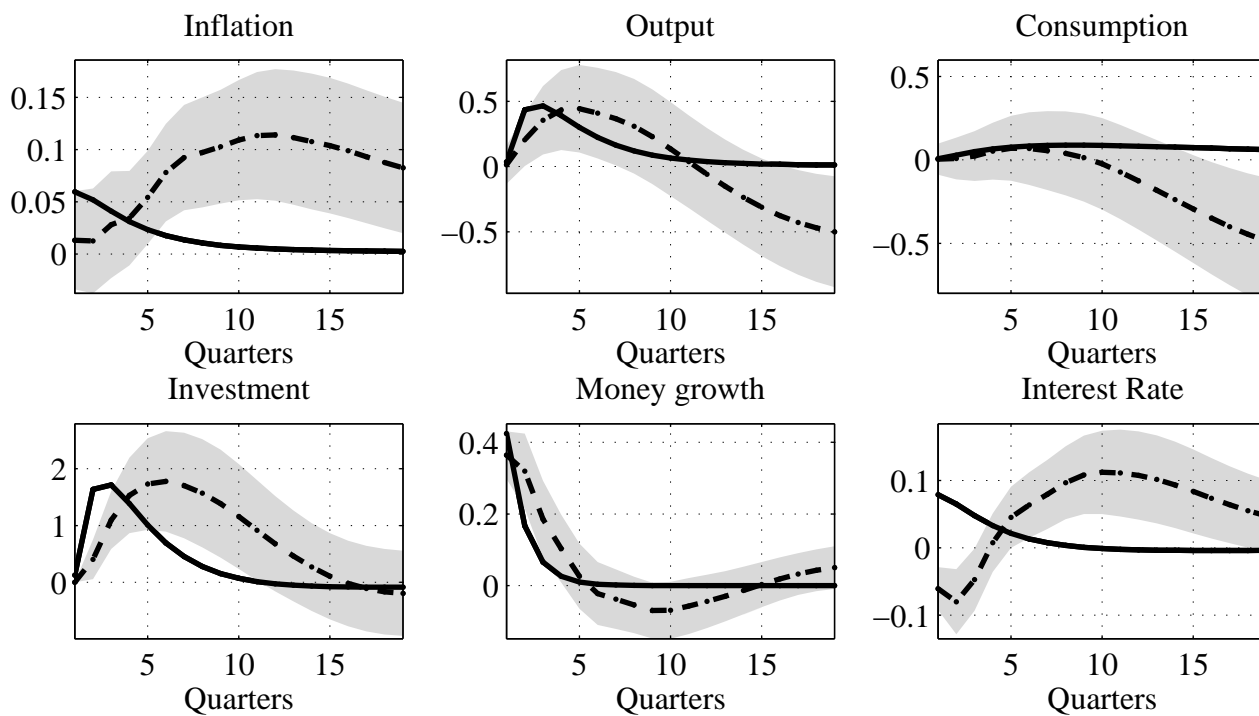 Inflation
Output
Consumption
0.15
0.1
0.05
0
0.5
0
−0.5
0.5
0
−0.5
5 10 15
5 10 15
5 10 15
Quarters
Quarters
Quarters
Investment
Money growth
Interest Rate
2
1
0
0.4
0.2
0
0.1
0
−0.1
5 10 15
5 10 15
5 10 15
Quarters
Quarters
Quarters